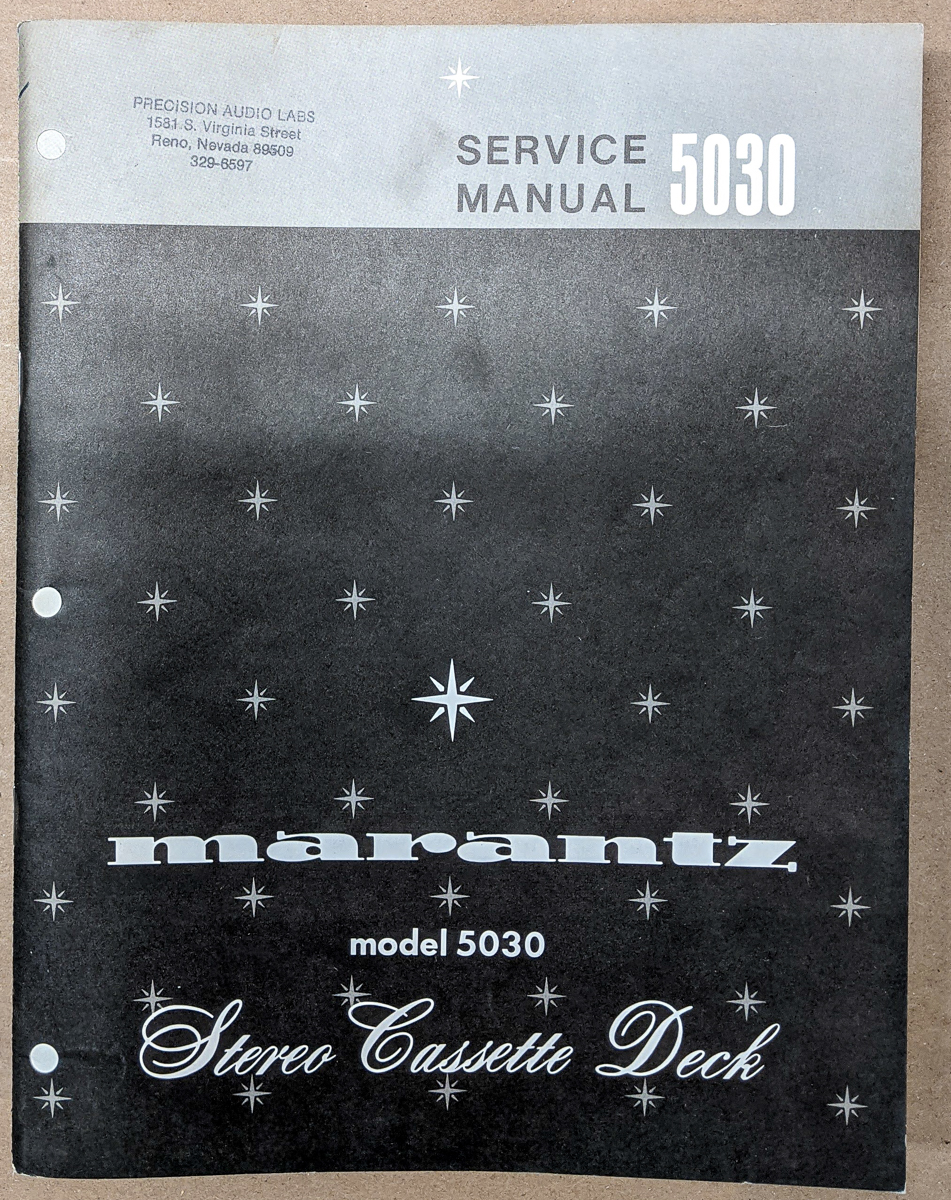 PRECISION AUDIO LABS
1581 S. Virginia Street
Reno, Nevada 89509
329-6597
SERVICE
MANUAL 5030
marantz
model 5030
Stereo Cassette Deck